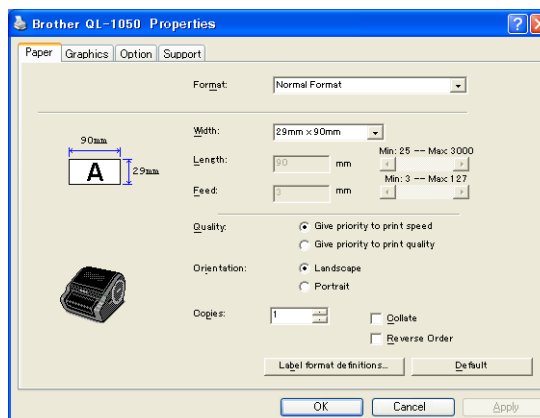 Brother QL-1050 Properties
Paper Graphics Option Support
Format: Normal Format
Width: 29mm x 90mm
90mm
A
29mm
Min: 25 -- Max: 3000
Length: 90 mm
Min: 3 -- Max: 127
Feed: 3 mm
Quality: Give priority to print speed
Give priority to print quality
Orientation: Landscape
Portrait
Copies: 1
Collate
Reverse Order
Label format definitions... Default
OK Cancel Apply